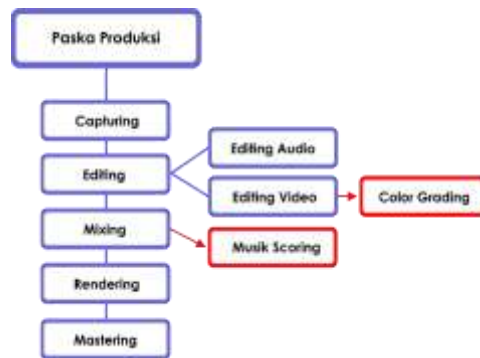 Paska Produksi
Capturing
Editing Audio
Editing
Editing Video
Color Grading
Mixing
Musik Scoring
Rendering
Mastering